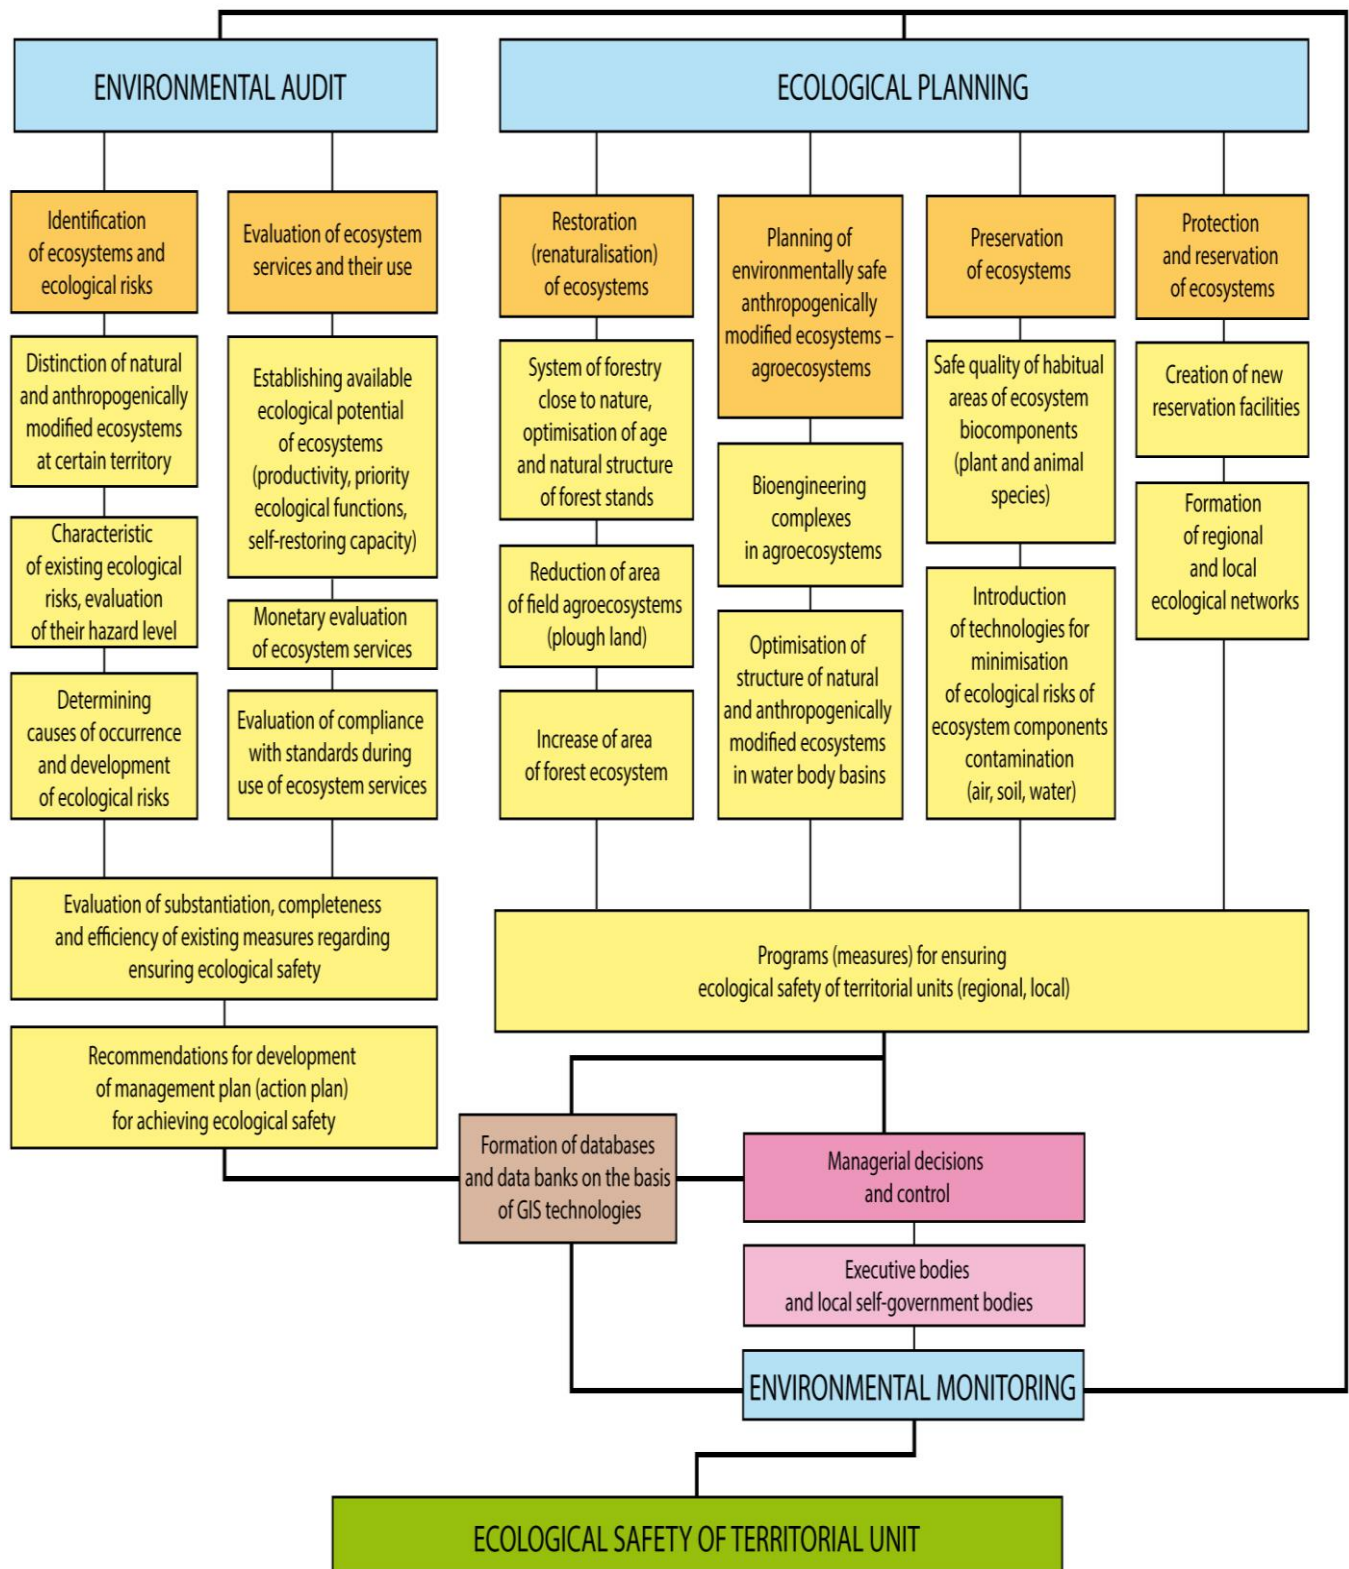 ENVIRONMENTAL AUDIT
ECOLOGICAL PLANNING
Identification
of ecosystems and
ecological risks
Evaluation of ecosystem
services and their use
Restoration
(renaturalisation)
of ecosystems
Planning of
environmentally safe
anthropogenically
modified ecosystems –
agroecosystems
Preservation
of ecosystems
Protection
and reservation
of ecosystems
Distinction of natural
and anthropogenically
modified ecosystems
at certain territory
Establishing available
ecological potential
of ecosystems
(productivity, priority
ecological functions,
self-restoring capacity)
System of forestry
close to nature,
optimisation of age
and natural structure
of forest stands
Safe quality of habitual
areas of ecosystem
biocomponents
(plant and animal
species)
Creation of new
reservation facilities
Bioengineering
complexes
in agroecosystems
Formation
of regional
and local
ecological networks
Characteristic
of existing ecological
risks, evaluation
of their hazard level
Reduction of area
of field agroecosystems
(plough land)
Introduction
of technologies for
minimisation
of ecological risks of
ecosystem components
contamination
(air, soil, water)
Monetary evaluation
of ecosystem services
Optimisation of
structure of natural
and anthropogenically
modified ecosystems
in water body basins
Determining
causes of occurrence
and development
of ecological risks
Evaluation of compliance
with standards during
use of ecosystem services
Increase of area
of forest ecosystem
Evaluation of substantiation, completeness
and efficiency of existing measures regarding
ensuring ecological safety
Programs (measures) for ensuring
ecological safety of territorial units (regional, local)
Recommendations for development
of management plan (action plan)
for achieving ecological safety
Formation of databases
and data banks on the basis
of GIS technologies
Managerial decisions
and control
Executive bodies
and local self-government bodies
ENVIRONMENTAL MONITORING
ECOLOGICAL SAFETY OF TERRITORIAL UNIT